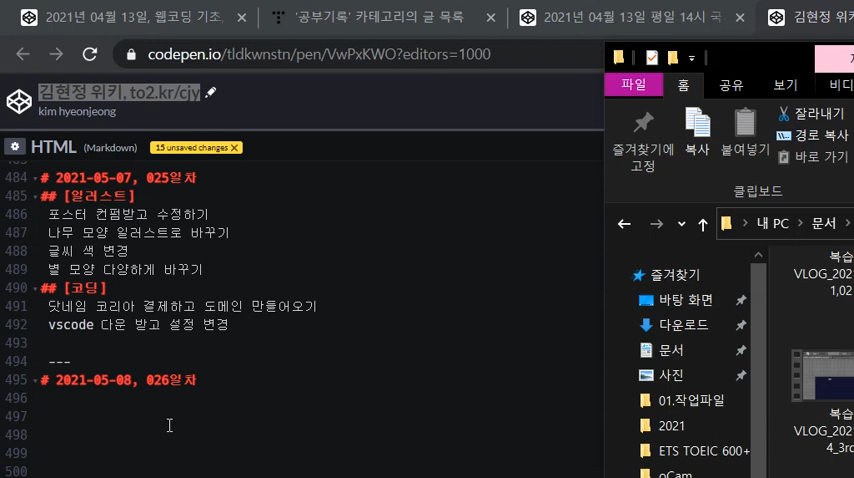 2021년 04월 13일, 웹코딩 기초,
'공부기록' 카테고리의 글 목록
2021년 04월 13일 평일 14시 국
김현정 위키
codepen.io/tldkwnstn/pen/VwPxKWO?editors=1000
김현정 위키, to2.kr/cjy
kim hyeonjeong
HTML (Markdown) 15 unsaved changes X
484 # 2021-05-07, 025일차
485 ## [일러스트]
486 포스터 컨펌받고 수정하기
487 나무 모양 일러스트로 바꾸기
488 글씨 색 변경
489 별 모양 다양하게 바꾸기
490 ## [코딩]
491 닷네임 코리아 결제하고 도메인 만들어오기
492 vscode 다운 받고 설정 변경
493
494 ---
495 # 2021-05-08, 026일차
496
497
498
499
500
파일 홈 공유 보기 비디
즐겨찾기에 고정
복사
붙여넣기
잘라내기
경로 복사
바로 가기
클립보드
내 PC > 문서 >
즐겨찾기
바탕 화면
다운로드
문서
사진
01.작업파일
2021
ETS TOEIC 600+
oCam
복습
VLOG_202
1,02
복습
VLOG_202
4_3rd